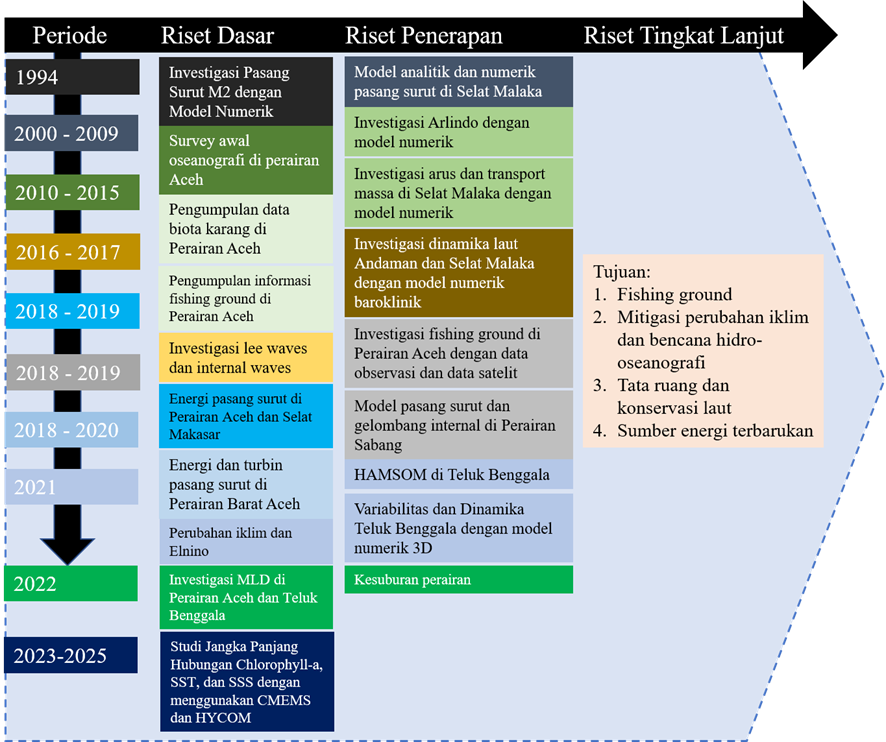 Periode
Riset Dasar
Riset Penerapan
Riset Tingkat Lanjut
1994
2000 - 2009
2010 - 2015
2016 - 2017
2018 - 2019
2018 - 2019
2018 - 2020
2021
2022
2023-2025
Investigasi Pasang
Surut M2 dengan
Model Numerik
Survey awal
oseanografi di perairan
Aceh
Pengumpulan data
biota karang di
Perairan Aceh
Pengumpulan informasi
fishing ground di
Perairan Aceh
Investigasi lee waves
dan internal waves
Energi pasang surut di
Perairan Aceh dan Selat
Makasar
Energi dan turbin
pasang surut di
Perairan Barat Aceh
Perubahan iklim dan
Elnino
Investigasi MLD di
Perairan Aceh dan Teluk
Benggala
Studi Jangka Panjang
Hubungan Chlorophyll-a,
SST, dan SSS dengan
menggunakan CMEMS
dan HYCOM
Model analitik dan numerik
pasang surut di Selat Malaka
Investigasi Arlindo dengan
model numerik
Investigasi arus dan transport
massa di Selat Malaka dengan
model numerik
Investigasi dinamika laut
Andaman dan Selat Malaka
dengan model numerik
baroklinik
Investigasi fishing ground di
Perairan Aceh dengan data
observasi dan data satelit
Model pasang surut dan
gelombang internal di Perairan
Sabang
HAMSOM di Teluk Benggala
Variabilitas dan Dinamika
Teluk Benggala dengan model
numerik 3D
Kesuburan perairan
Tujuan:
1. Fishing ground
2. Mitigasi perubahan iklim
dan bencana hidro-
oseanografi
3. Tata ruang dan
konservasi laut
4. Sumber energi terbarukan